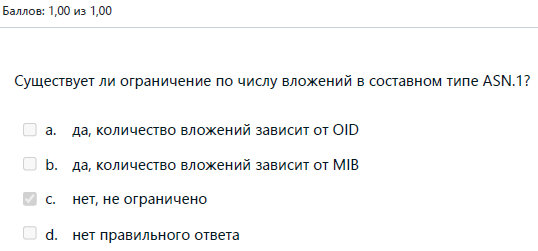 Баллов: 1,00 из 1,00
Существует ли ограничение по числу вложений в составном типе ASN.1?
a. да, количество вложений зависит от OID
b. да, количество вложений зависит от MIB
c. нет, не ограничено
d. нет правильного ответа